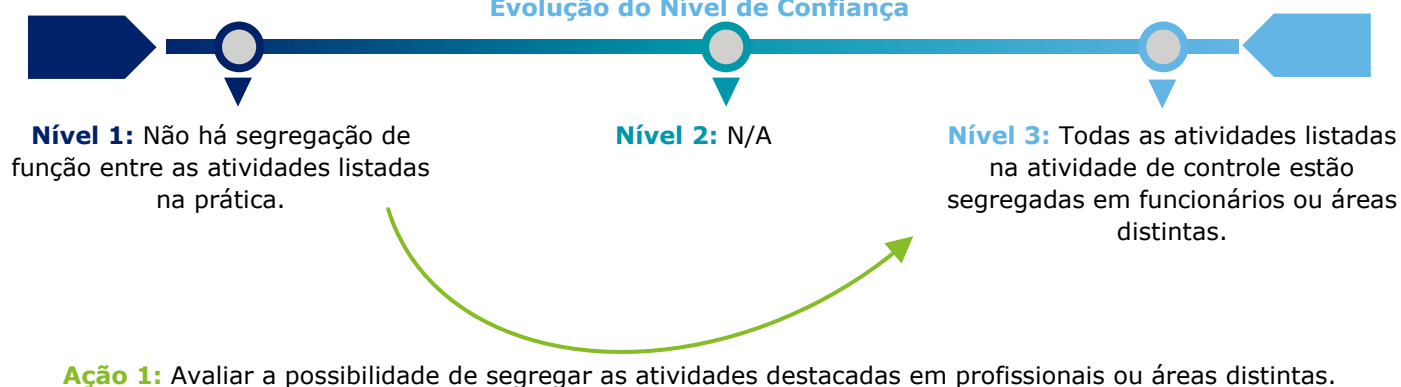 Evolução do Nível de Confiança
Nível 1: Não há segregação de
função entre as atividades listadas
na prática.
Nível 2: N/A
Nível 3: Todas as atividades listadas
na atividade de controle estão
segregadas em funcionários ou áreas
distintas.
Ação 1: Avaliar a possibilidade de segregar as atividades destacadas em profissionais ou áreas distintas.